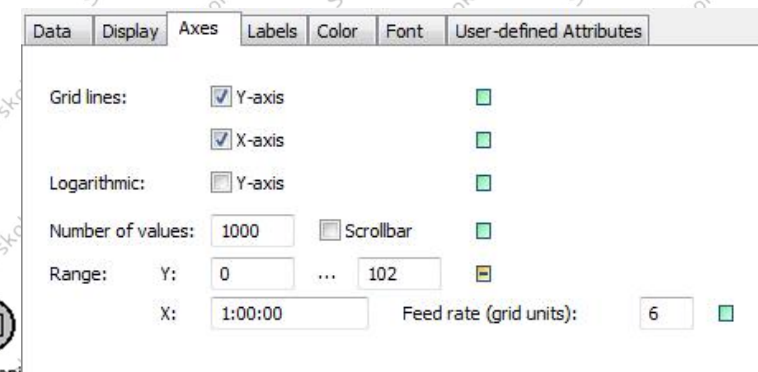 Data Display Axes Labels Color Font User-defined Attributes
Grid lines: Y-axis
X-axis
Logarithmic: Y-axis
Number of values: 1000 Scrollbar
Range: Y: 0 ... 102
X: 1:00:00 Feed rate (grid units): 6